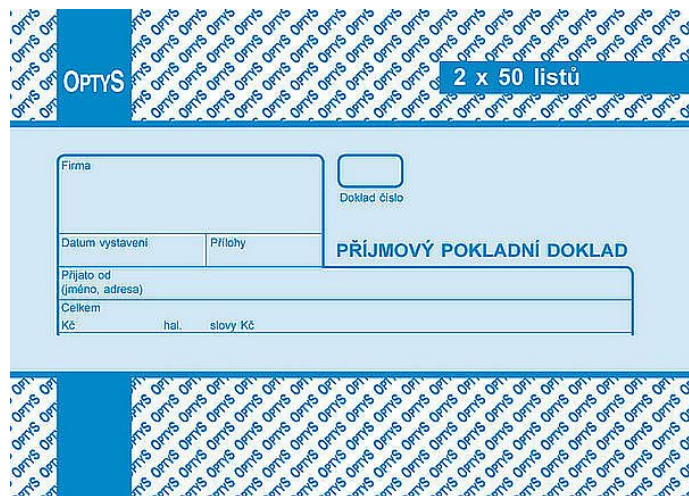 OPTYS
2 x 50 listů
Firma
Doklad číslo
Datum vystavení Přílohy
PŘÍJMOVÝ POKLADNÍ DOKLAD
Přijato od
(jméno, adresa)
Celkem
Kč hal. slovy Kč